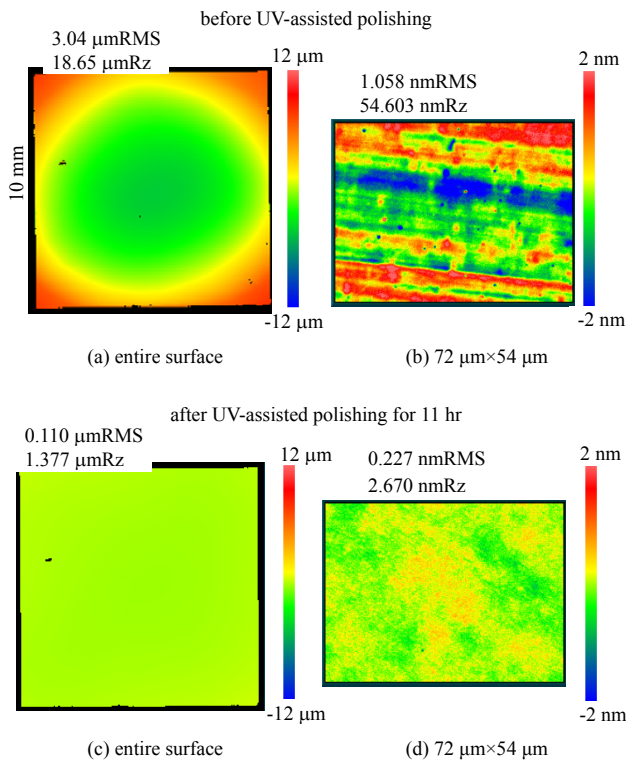 before UV-assisted polishing
3.04 μmRMS
18.65 μmRz
12 μm
10 mm
-12 μm
1.058 nmRMS
54.603 nmRz
2 nm
-2 nm
(a) entire surface
(b) 72 μm×54 μm
after UV-assisted polishing for 11 hr
0.110 μmRMS
1.377 μmRz
12 μm
-12 μm
0.227 nmRMS
2.670 nmRz
2 nm
-2 nm
(c) entire surface
(d) 72 μm×54 μm